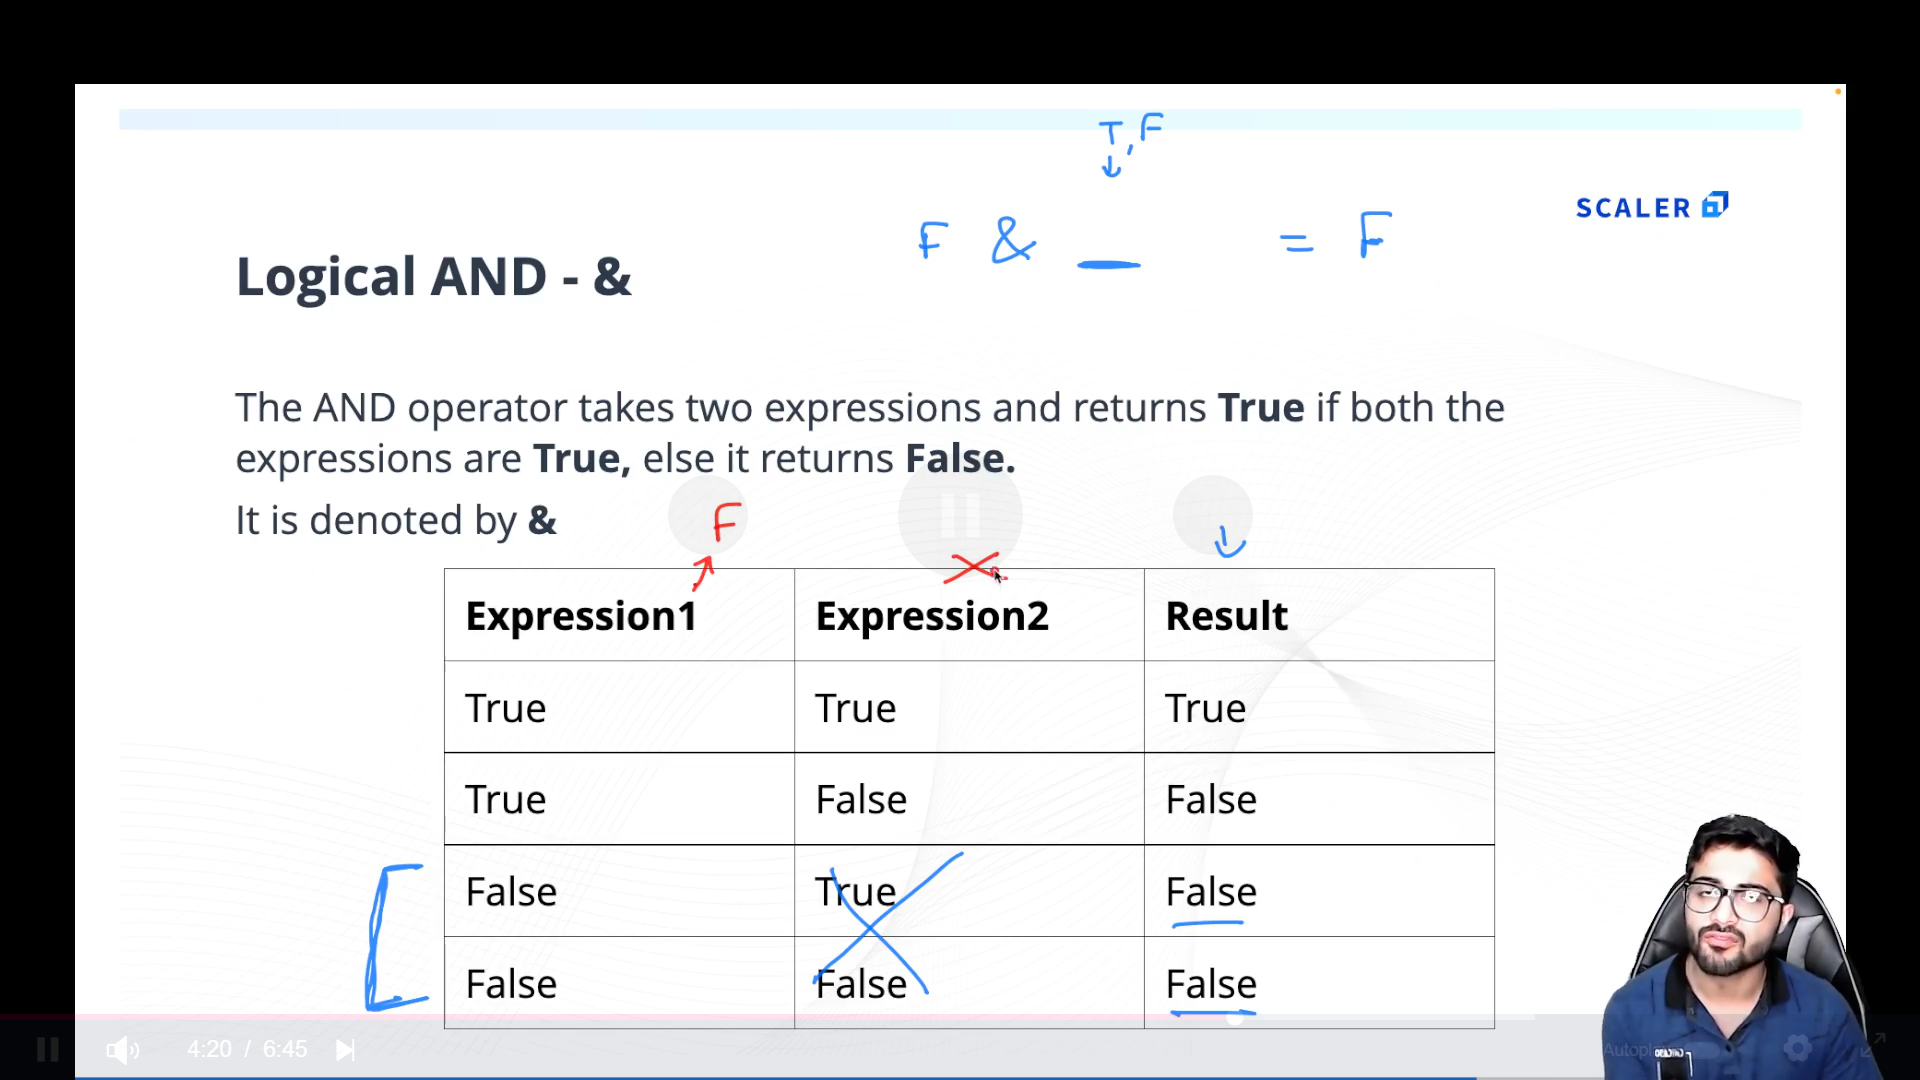 T, F
SCALER
F & _ = F
Logical AND - &
The AND operator takes two expressions and returns True if both the
expressions are True, else it returns False.
It is denoted by &
F
Expression1 Expression2 Result
True True True
True False False
False True False
False False False
4:20 / 6:45